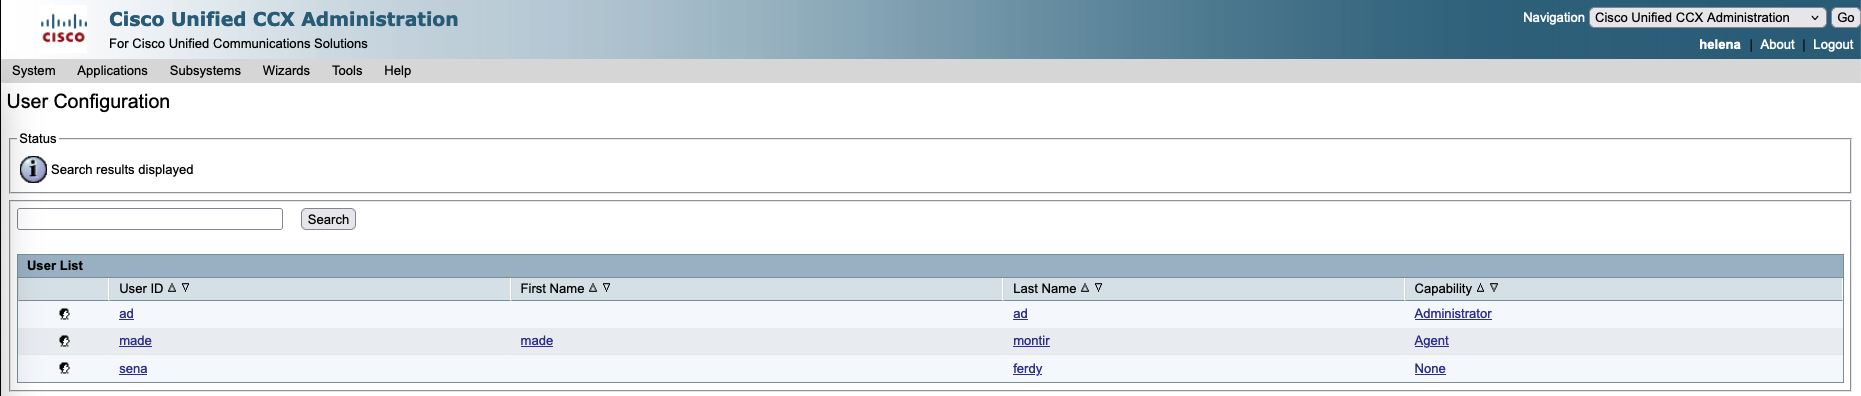 Cisco Unified CCX Administration
For Cisco Unified Communications Solutions
CISCO
Navigation Cisco Unified CCX Administration Go
helena | About | Logout
System Applications Subsystems Wizards Tools Help
User Configuration
Status
Search results displayed
Search
User List
User ID First Name Last Name Capability
ad ad Administrator
made made montir Agent
sena ferdy None